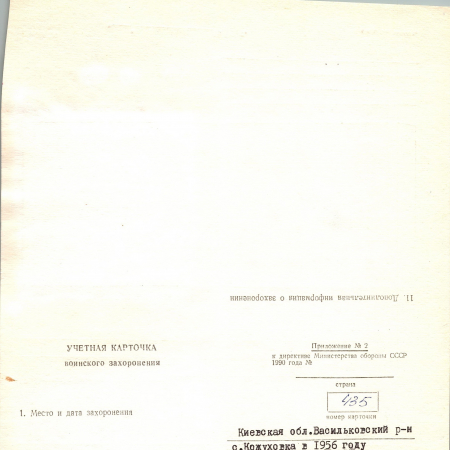 11. Дополнительная информация о захоронении
УЧЕТНАЯ КАРТОЧКА
воинского захоронения
Приложение № 2
к директиве Министерства обороны СССР
1990 года №
страна
435
номер карточки
1. Место и дата захоронения
Киевская обл.Васильковский р-н
с.Кожуховка в 1956 году